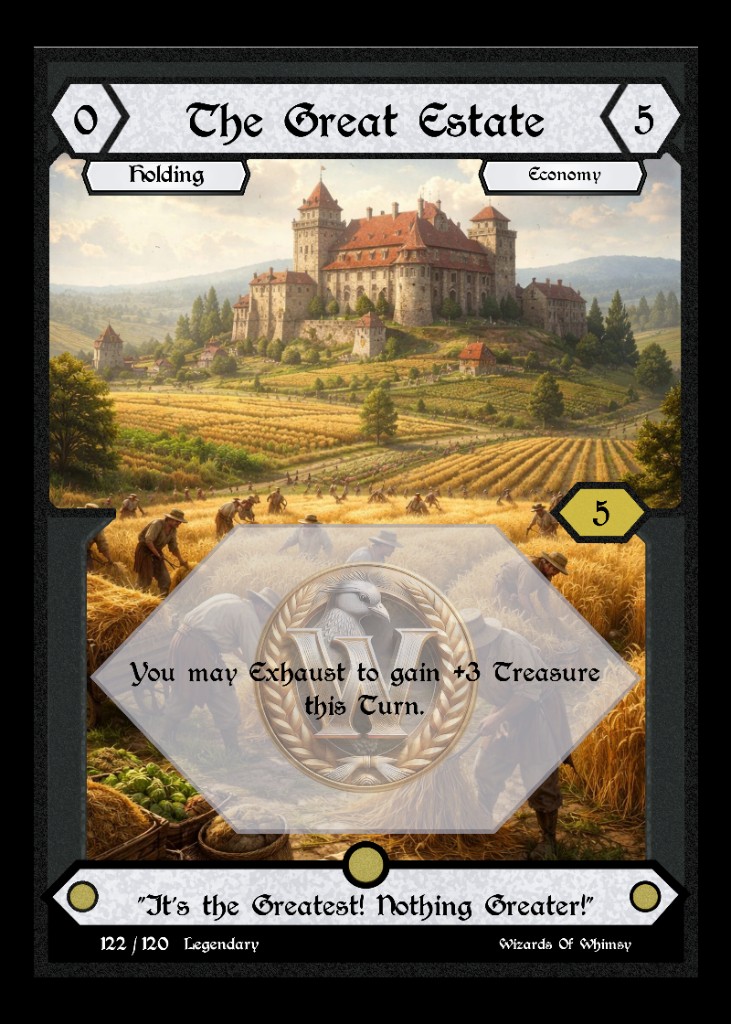 0 The Great Estate 5
Holding Economy
5
W
You may Exhaust to gain +3 Treasure
this Turn.
"It's the Greatest! Nothing Greater!"
122 / 120 Legendary Wizards Of Whimsy